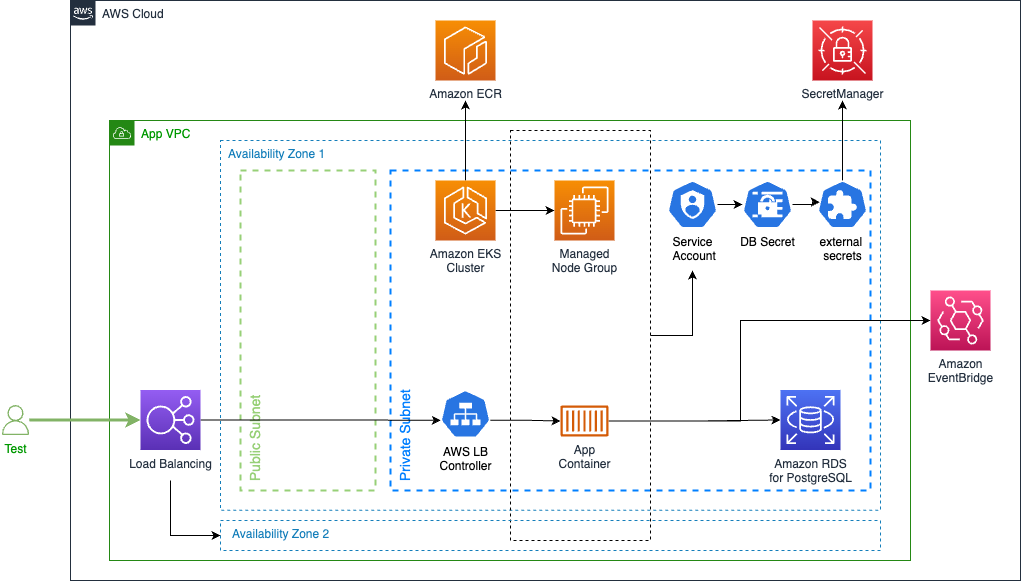 aws
AWS Cloud
Amazon ECR
SecretManager
App VPC
Availability Zone 1
Amazon EKS
Cluster
Managed
Node Group
Service
Account
DB Secret
external
secrets
Amazon
EventBridge
Test
Load Balancing
Public Subnet
Private Subnet
AWS LB
Controller
App
Container
Amazon RDS
for PostgreSQL
Availability Zone 2